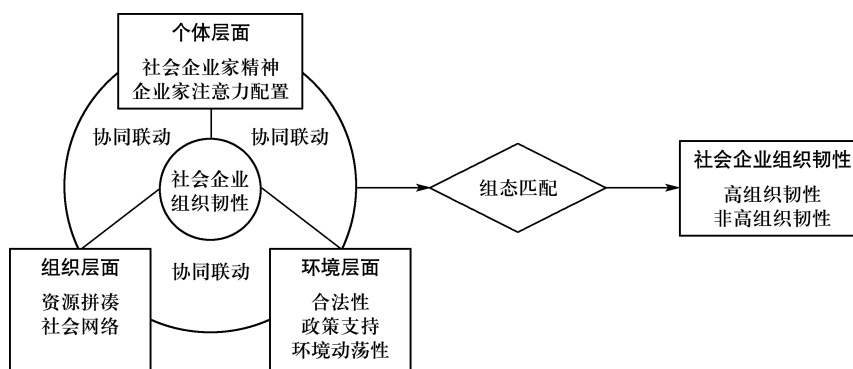 个体层面
社会企业家精神
企业家注意力配置
协同联动
协同联动
社会企业
组织韧性
组织层面
资源拼凑
社会网络
协同联动
环境层面
合法性
政策支持
环境动荡性
组态匹配
社会企业组织韧性
高组织韧性
非高组织韧性